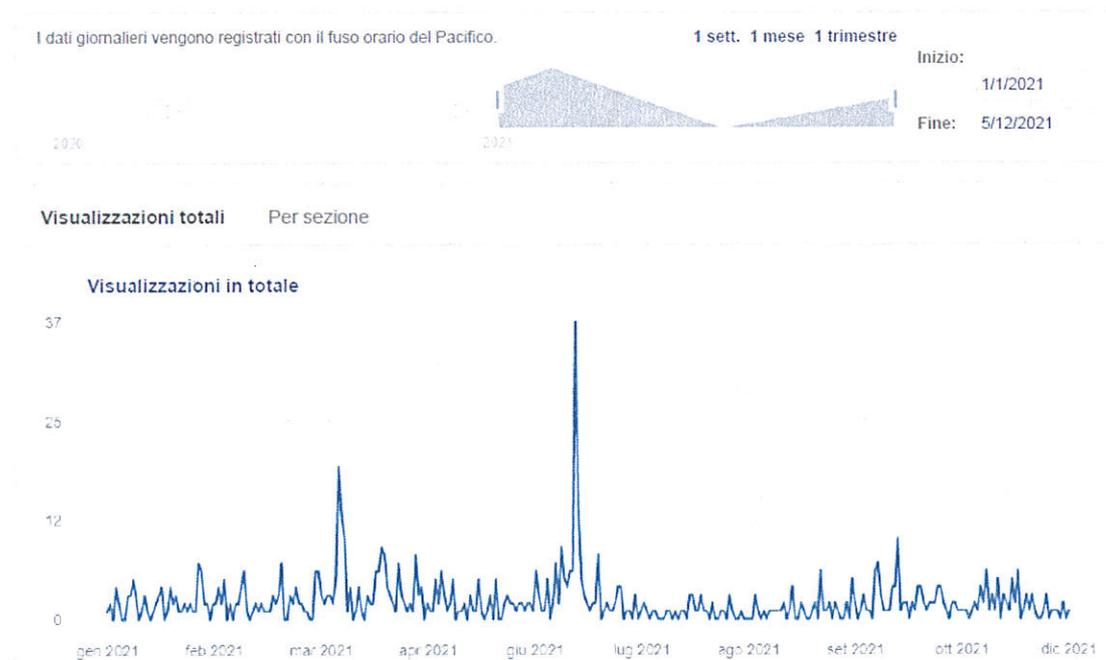 I dati giornalieri vengono registrati con il fuso orario del Pacifico.
1 sett. 1 mese 1 trimestre
Inizio:
1/1/2021
Fine: 5/12/2021
2020
2021
Visualizzazioni totali Per sezione
Visualizzazioni in totale
37
25
12
0
gen 2021 feb 2021 mar 2021 apr 2021 giu 2021 lug 2021 ago 2021 set 2021 ott 2021 dic 2021